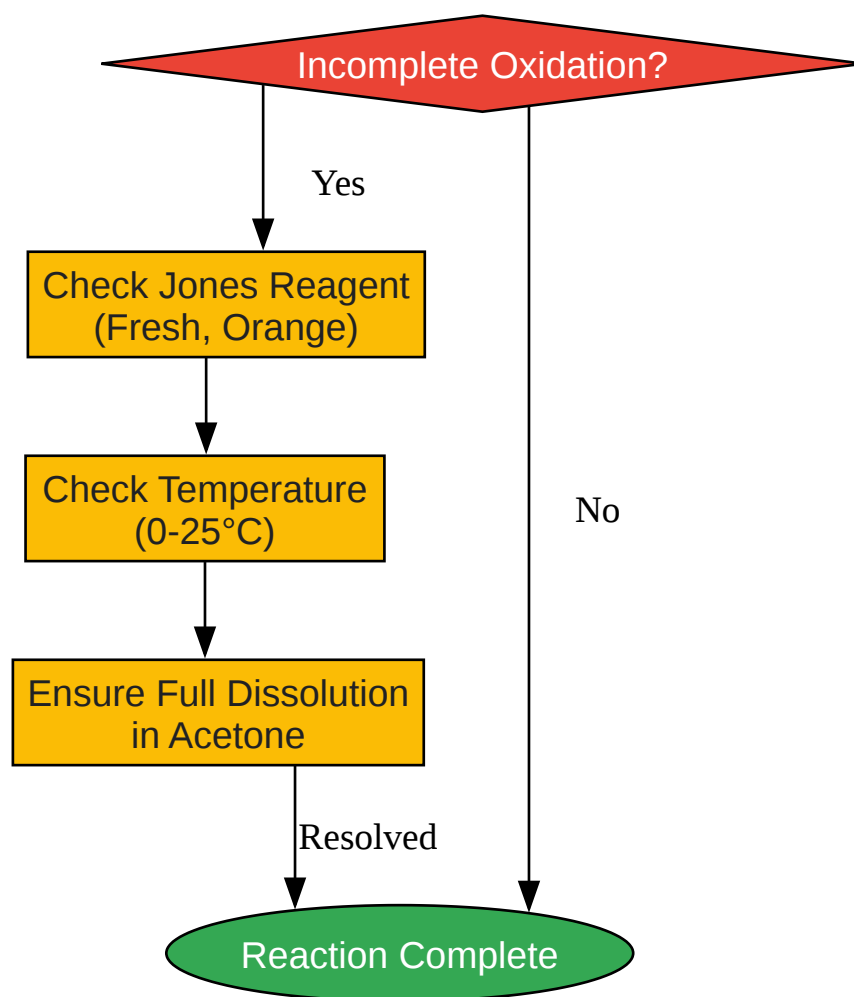 Incomplete Oxidation?
Yes
Check Jones Reagent
(Fresh, Orange)
Check Temperature
(0-25°C)
No
Ensure Full Dissolution
in Acetone
Resolved
Reaction Complete